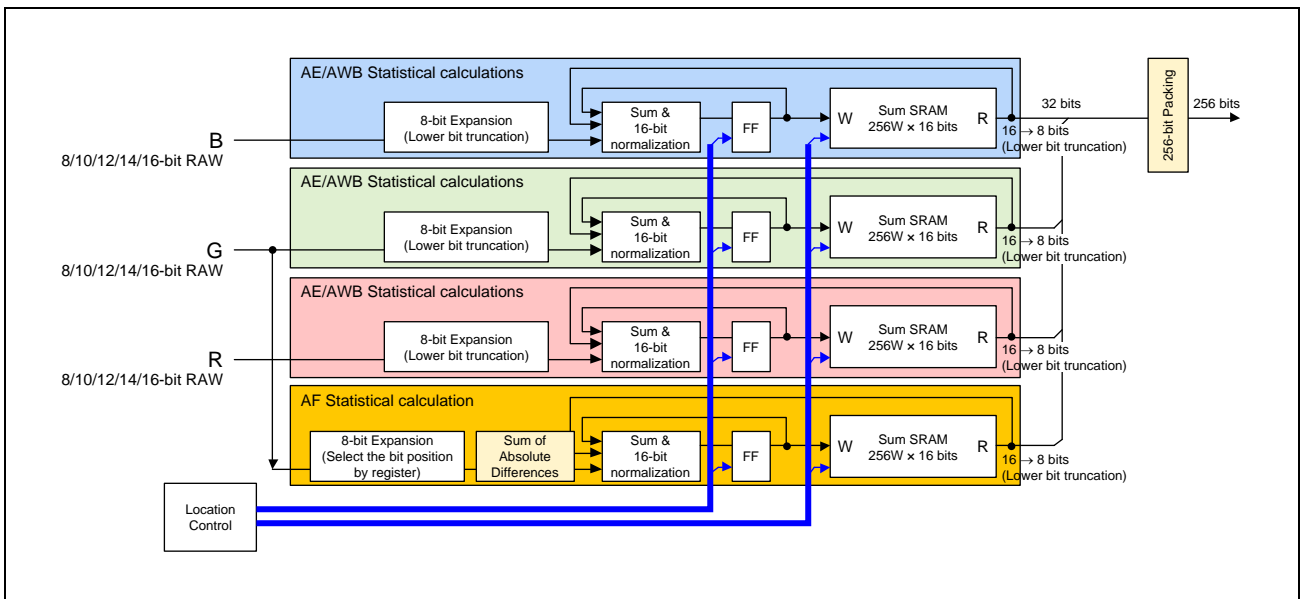 AE/AWB Statistical calculations
8-bit Expansion
(Lower bit truncation)
Sum &
16-bit
normalization
FF
W
Sum SRAM
256W × 16 bits
R
B
8/10/12/14/16-bit RAW
32 bits
16 → 8 bits
(Lower bit truncation)
256-bit Packing
256 bits
AE/AWB Statistical calculations
8-bit Expansion
(Lower bit truncation)
Sum &
16-bit
normalization
FF
W
Sum SRAM
256W × 16 bits
R
G
8/10/12/14/16-bit RAW
16 → 8 bits
(Lower bit truncation)
AE/AWB Statistical calculations
8-bit Expansion
(Lower bit truncation)
Sum &
16-bit
normalization
FF
W
Sum SRAM
256W × 16 bits
R
R
8/10/12/14/16-bit RAW
16 → 8 bits
(Lower bit truncation)
AF Statistical calculation
8-bit Expansion
(Select the bit position
by register)
Sum of
Absolute
Differences
Sum &
16-bit
normalization
FF
W
Sum SRAM
256W × 16 bits
R
16 → 8 bits
(Lower bit truncation)
Location
Control